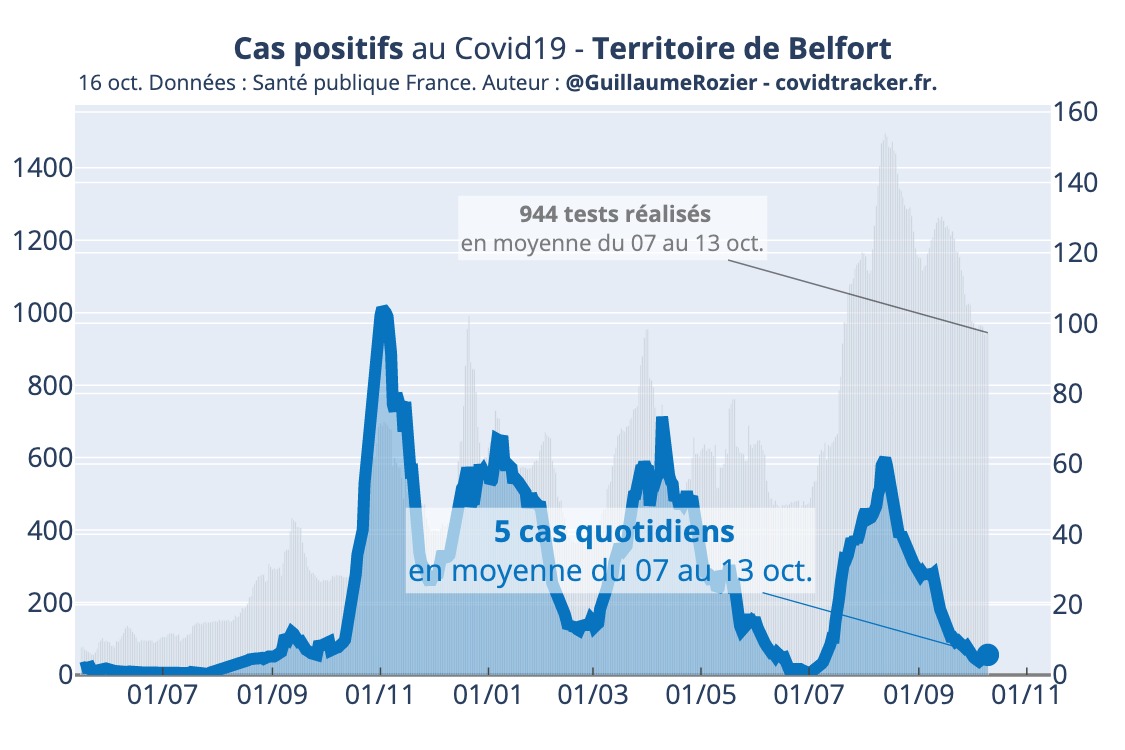 Cas positifs au Covid19 - Territoire de Belfort
16 oct. Données : Santé publique France. Auteur : @GuillaumeRozier - covidtracker.fr.
160
1400
140
944 tests réalisés
en moyenne du 07 au 13 oct.
1200
120
1000
100
800
80
600
60
5 cas quotidiens
en moyenne du 07 au 13 oct.
400
40
200
20
0
0
01/07 01/09 01/11 01/01 01/03 01/05 01/07 01/09 01/11